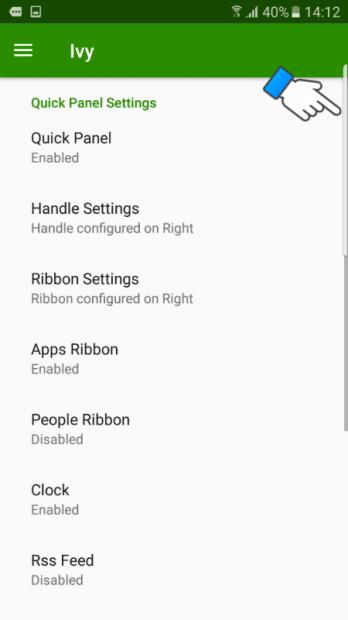 40% 14:12
Ivy
Quick Panel Settings
Quick Panel
Enabled
Handle Settings
Handle configured on Right
Ribbon Settings
Ribbon configured on Right
Apps Ribbon
Enabled
People Ribbon
Disabled
Clock
Enabled
Rss Feed
Disabled